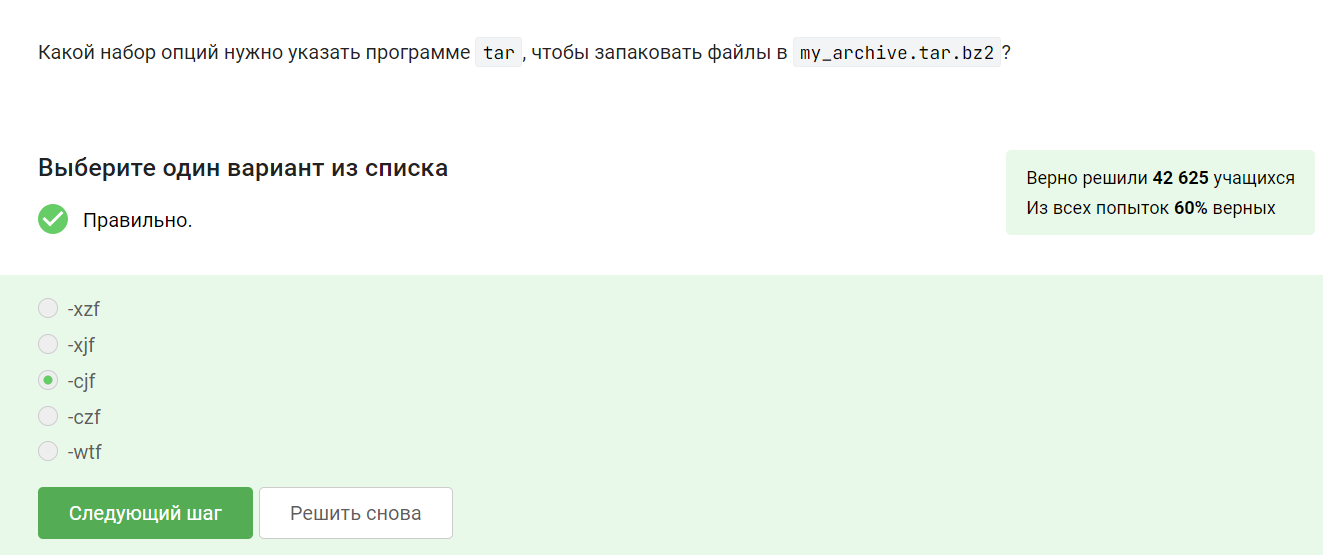 Какой набор опций нужно указать программе tar, чтобы запаковать файлы в my_archive.tar.bz2?
Выберите один вариант из списка
Правильно.
Верно решили 42 625 учащихся
Из всех попыток 60% верных
-xzf
-xjf
-cjf
-czf
-wtf
Следующий шаг
Решить снова